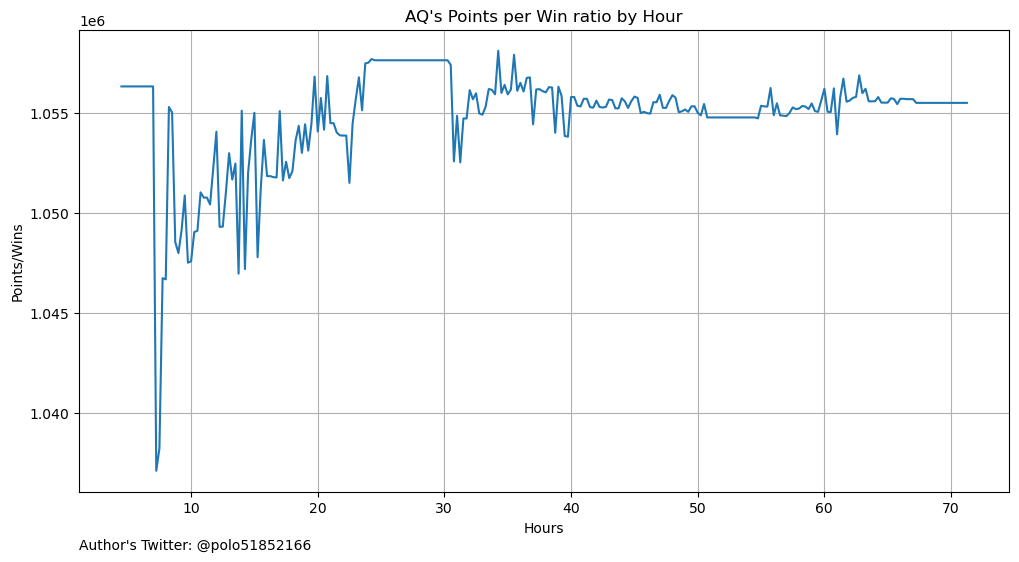 AQ's Points per Win ratio by Hour
1e6
1.055
1.050
1.045
1.040
Points/Wins
10 20 30 40 50 60 70
Hours
Author's Twitter: @polo51852166